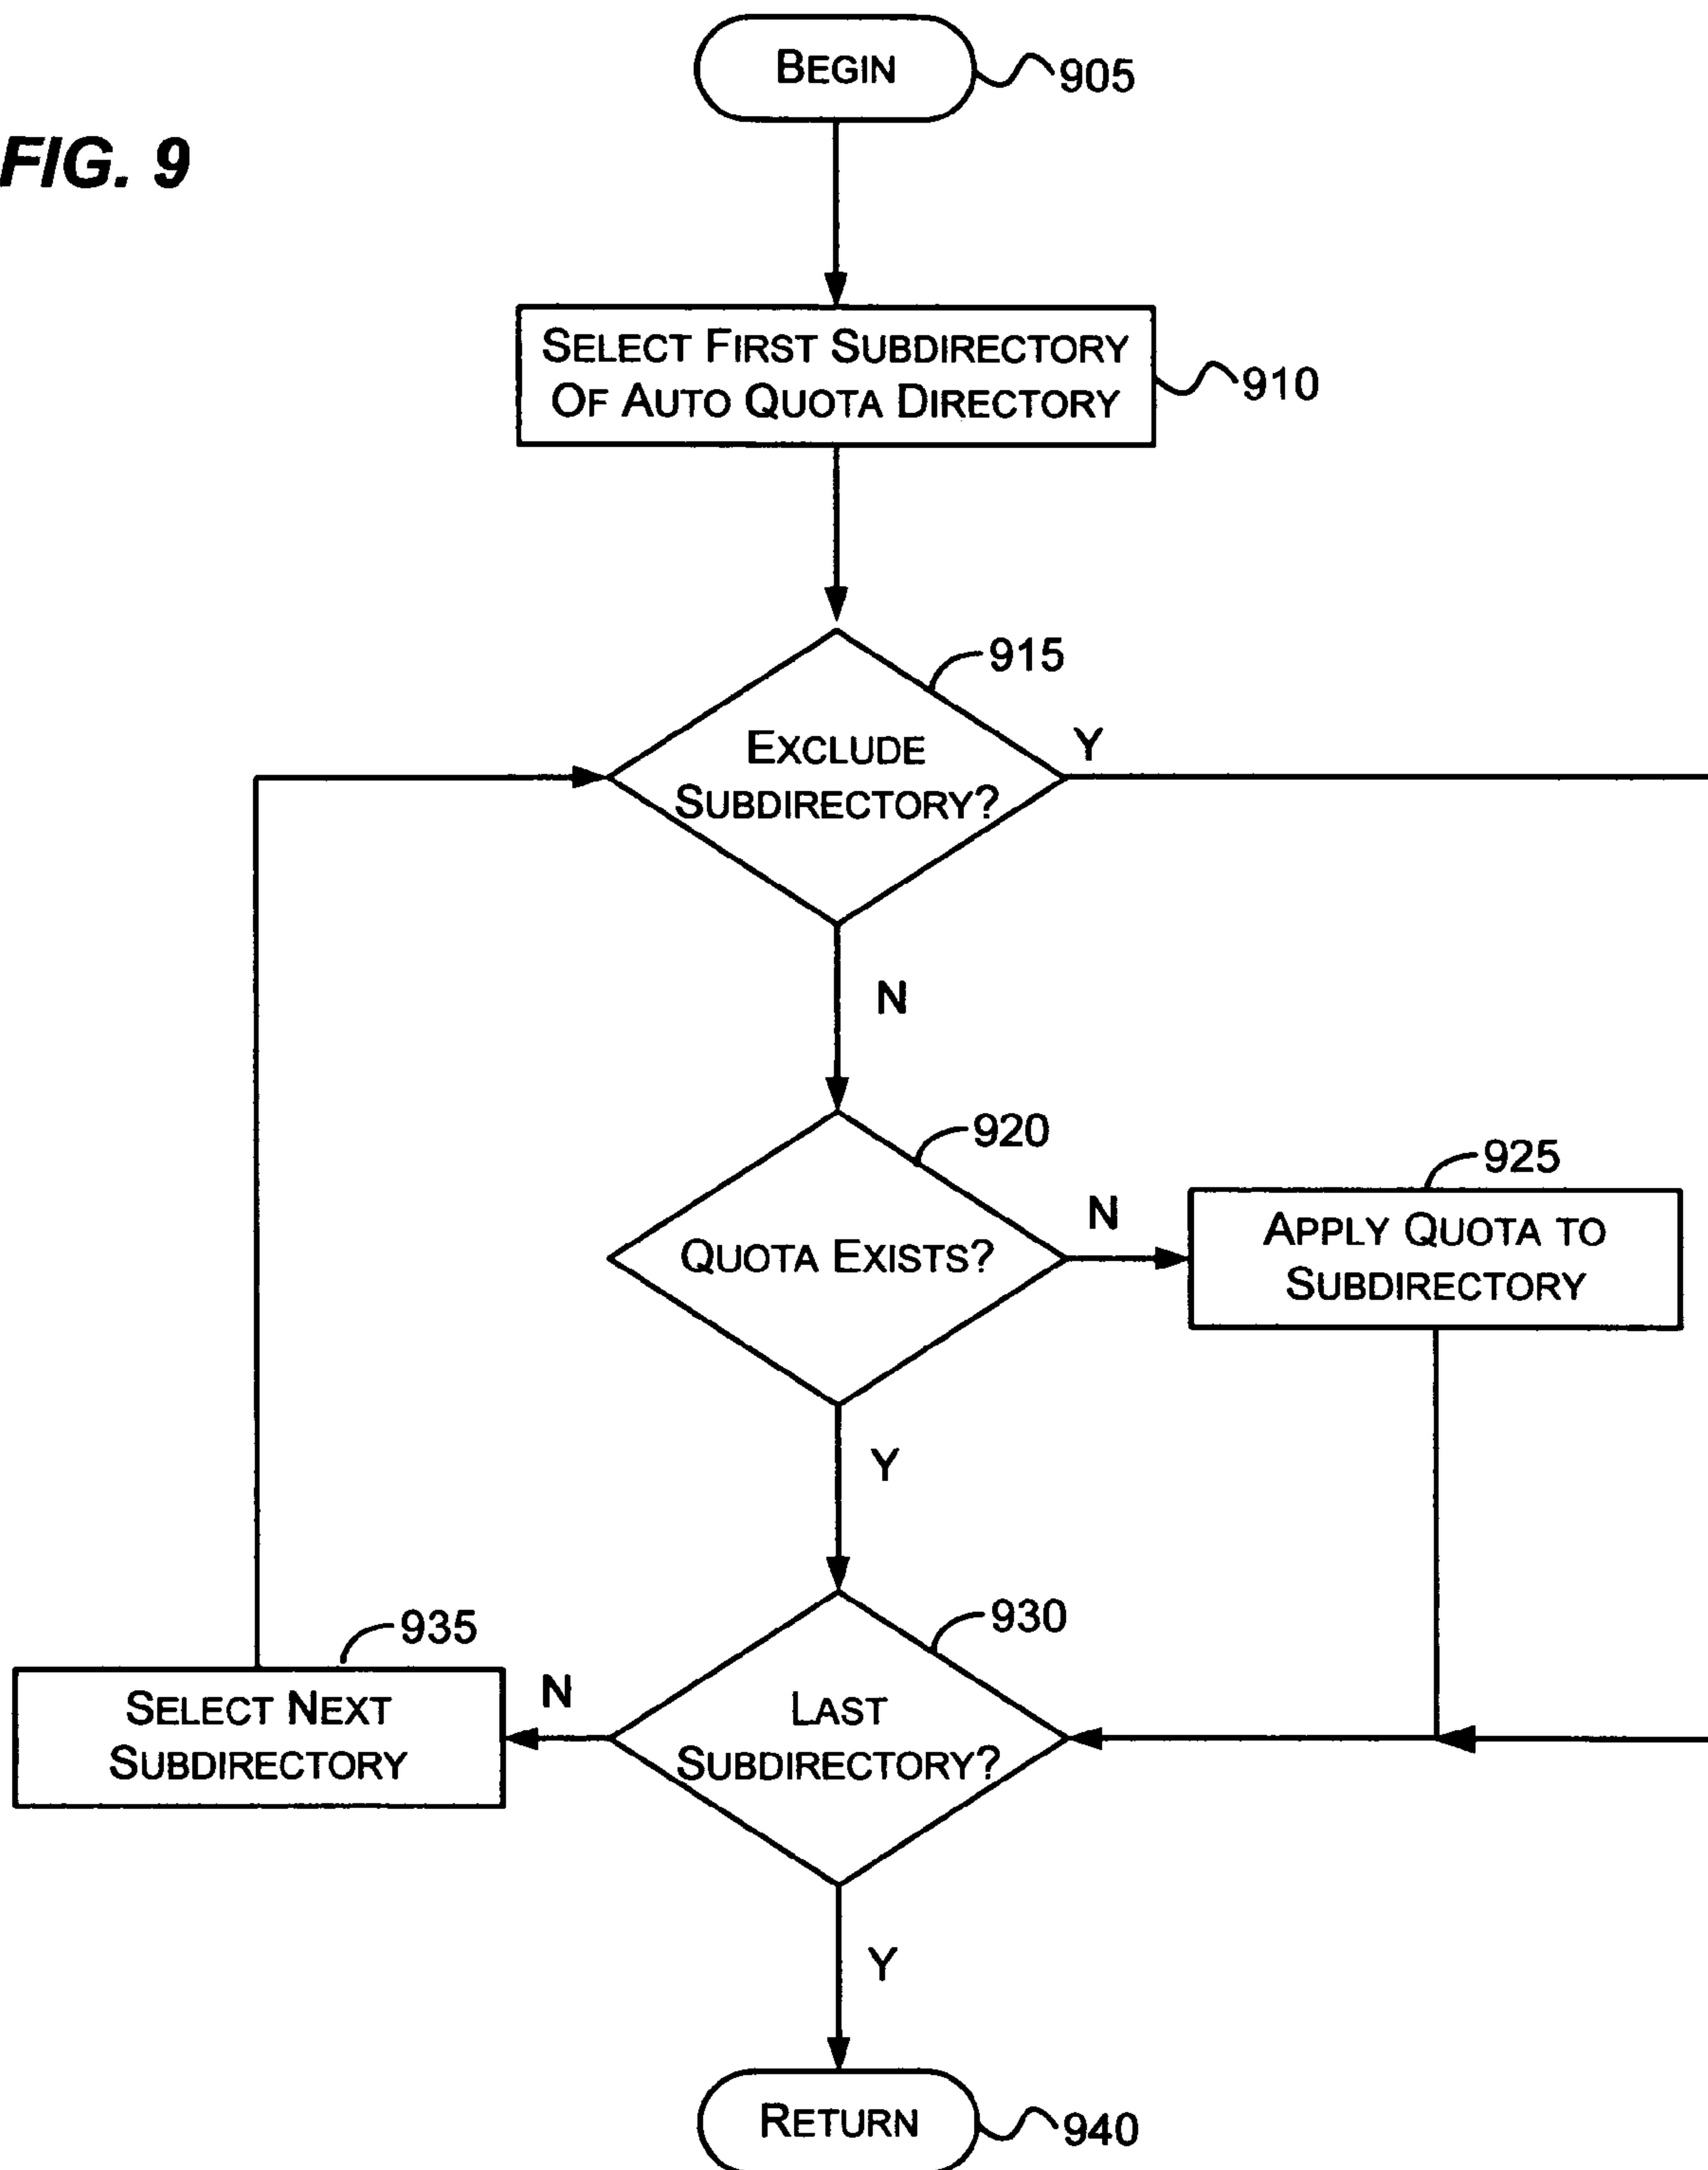 BEGIN
905
FIG. 9
SELECT FIRST SUBDIRECTORY
OF AUTO QUOTA DIRECTORY
910
915
EXCLUDE
SUBDIRECTORY?
Y
N
920
QUOTA EXISTS?
N
925
APPLY QUOTA TO
SUBDIRECTORY
Y
930
LAST
SUBDIRECTORY?
N
935
SELECT NEXT
SUBDIRECTORY
Y
RETURN
940